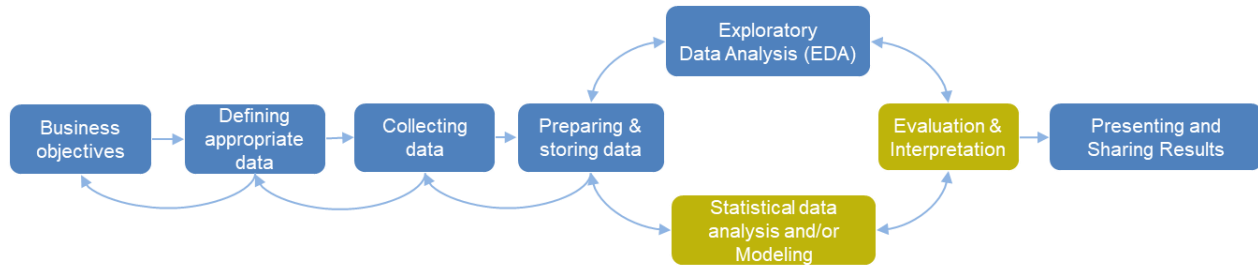 Business
objectives
Defining
appropriate
data
Collecting
data
Preparing &
storing data
Exploratory
Data Analysis (EDA)
Statistical data
analysis and/or
Modeling
Evaluation &
Interpretation
Presenting and
Sharing Results